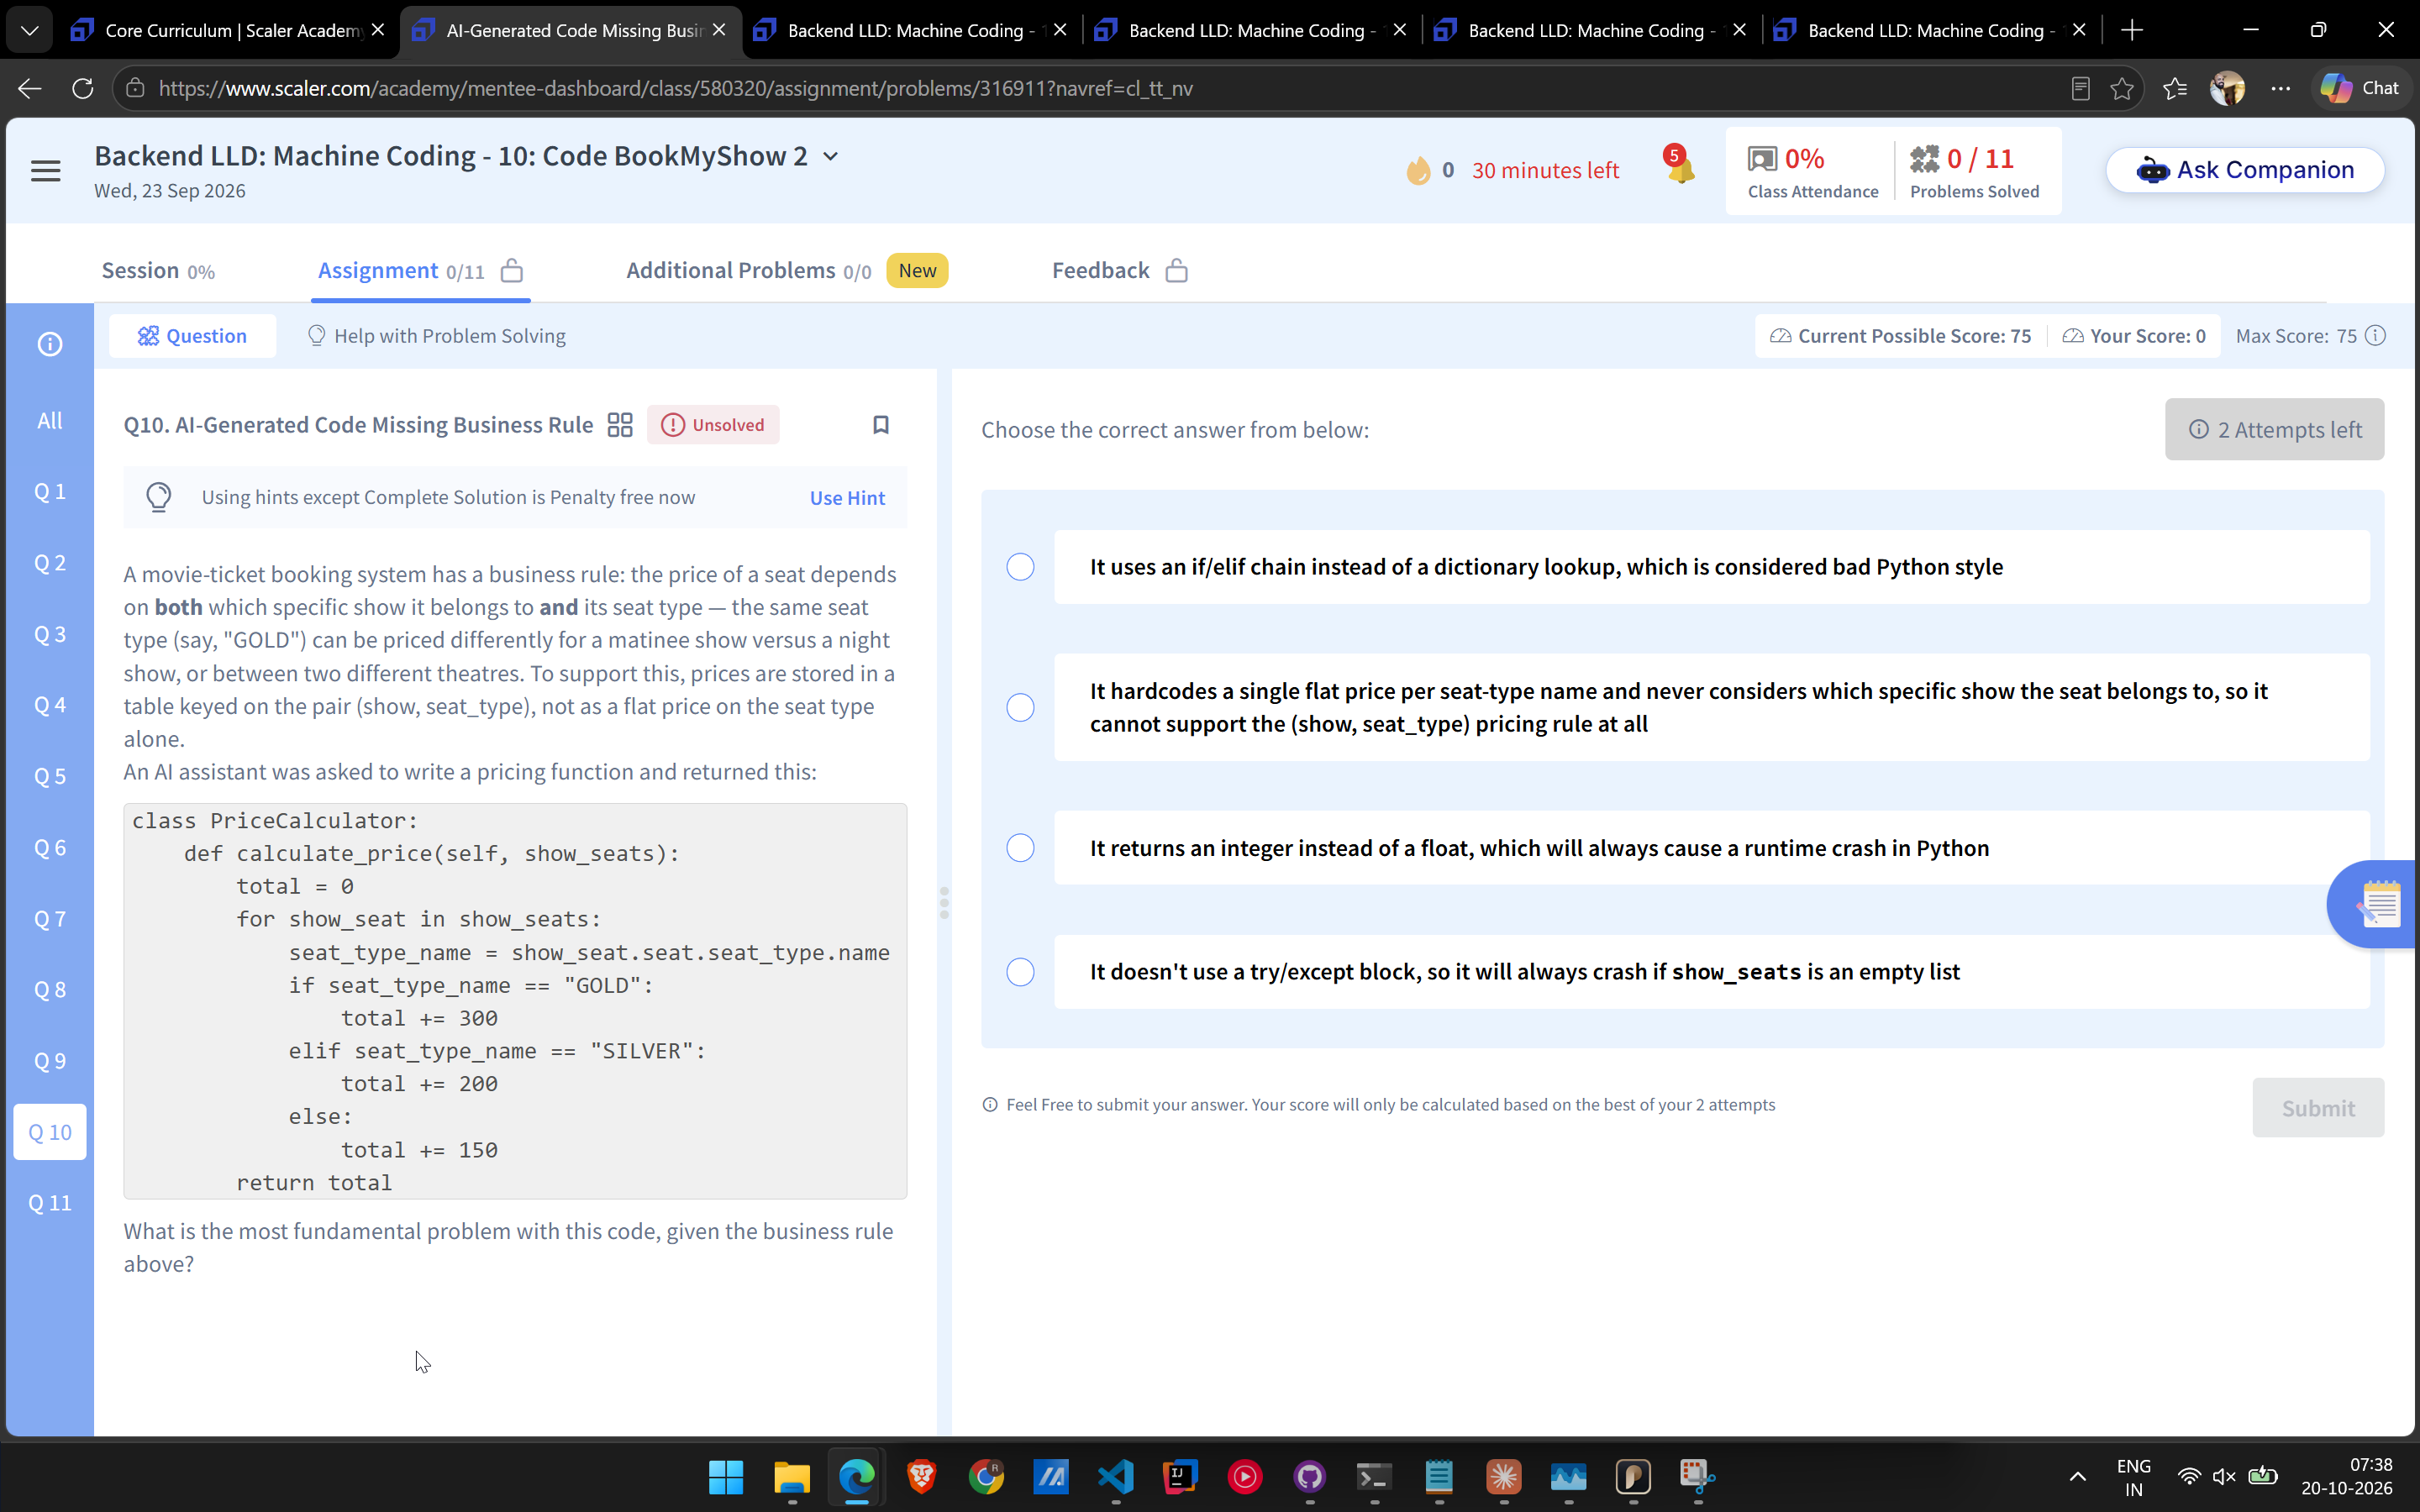 Core Curriculum | Scaler Academy
AI-Generated Code Missing Busin
Backend LLD: Machine Coding -
Backend LLD: Machine Coding -
Backend LLD: Machine Coding -
Backend LLD: Machine Coding -
https://www.scaler.com/academy/mentee-dashboard/class/580320/assignment/problems/316911?navref=cl_tt_nv
Chat
Backend LLD: Machine Coding - 10: Code BookMyShow 2
Wed, 23 Sep 2026
0
30 minutes left
5
0%
Class Attendance
0 / 11
Problems Solved
Ask Companion
Session 0%
Assignment 0/11
Additional Problems 0/0
New
Feedback
Question
Help with Problem Solving
Current Possible Score: 75
Your Score: 0
Max Score: 75
All
Q 1
Q 2
Q 3
Q 4
Q 5
Q 6
Q 7
Q 8
Q 9
Q 10
Q 11
Q10. AI-Generated Code Missing Business Rule
Unsolved
Using hints except Complete Solution is Penalty free now
Use Hint
A movie-ticket booking system has a business rule: the price of a seat depends
on both which specific show it belongs to and its seat type — the same seat
type (say, "GOLD") can be priced differently for a matinee show versus a night
show, or between two different theatres. To support this, prices are stored in a
table keyed on the pair (show, seat_type), not as a flat price on the seat type
alone.
An AI assistant was asked to write a pricing function and returned this:
class PriceCalculator:
    def calculate_price(self, show_seats):
        total = 0
        for show_seat in show_seats:
            seat_type_name = show_seat.seat.seat_type.name
            if seat_type_name == "GOLD":
                total += 300
            elif seat_type_name == "SILVER":
                total += 200
            else:
                total += 150
        return total
What is the most fundamental problem with this code, given the business rule
above?
Choose the correct answer from below:
2 Attempts left
It uses an if/elif chain instead of a dictionary lookup, which is considered bad Python style
It hardcodes a single flat price per seat-type name and never considers which specific show the seat belongs to, so it
cannot support the (show, seat_type) pricing rule at all
It returns an integer instead of a float, which will always cause a runtime crash in Python
It doesn't use a try/except block, so it will always crash if show_seats is an empty list
Feel Free to submit your answer. Your score will only be calculated based on the best of your 2 attempts
Submit
ENG
IN
07:38
20-10-2026